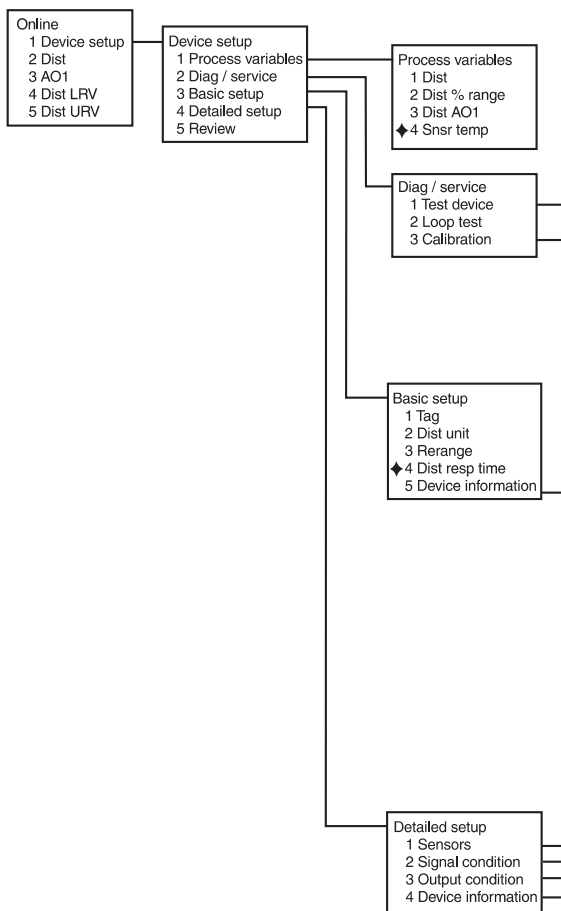 Online
1 Device setup
2 Dist
3 AO1
4 Dist LRV
5 Dist URV
Device setup
1 Process variables
2 Diag / service
3 Basic setup
4 Detailed setup
5 Review
Process variables
1 Dist
2 Dist % range
3 Dist AO1
4 Snsr temp
Diag / service
1 Test device
2 Loop test
3 Calibration
Basic setup
1 Tag
2 Dist unit
3 Rerange
4 Dist resp time
5 Device information
Detailed setup
1 Sensors
2 Signal condition
3 Output condition
4 Device information